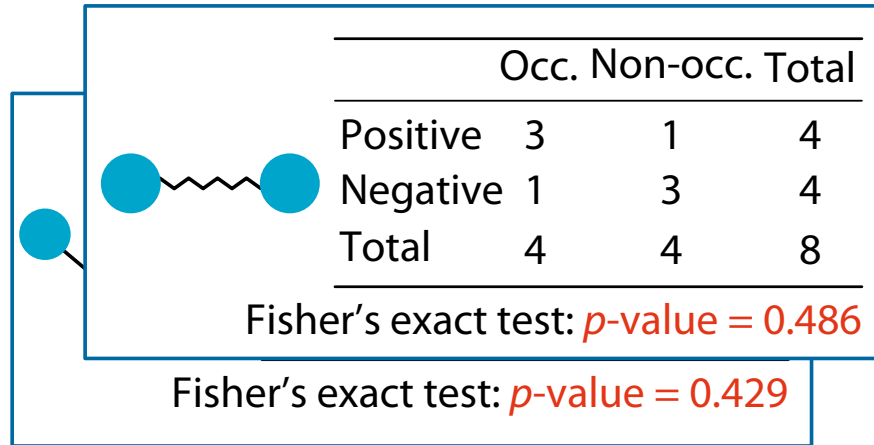 Occ. Non-occ. Total
Positive 3 1 4
Negative 1 3 4
Total 4 4 8
Fisher’s exact test: p-value = 0.486
Fisher’s exact test: p-value = 0.429